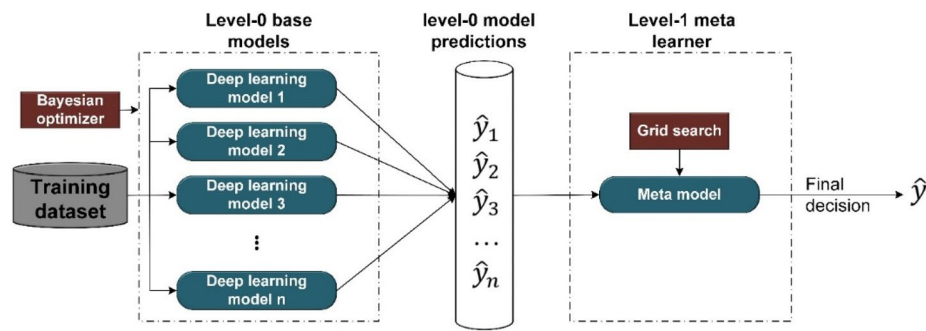 Level-0 base
models
level-0 model
predictions
Level-1 meta
learner
Bayesian
optimizer
Training
dataset
Deep learning
model 1
Deep learning
model 2
Deep learning
model 3
⋮
Deep learning
model n
ŷ₁
ŷ₂
ŷ₃
...
ŷₙ
Grid search
Meta model
Final
decision
ŷ